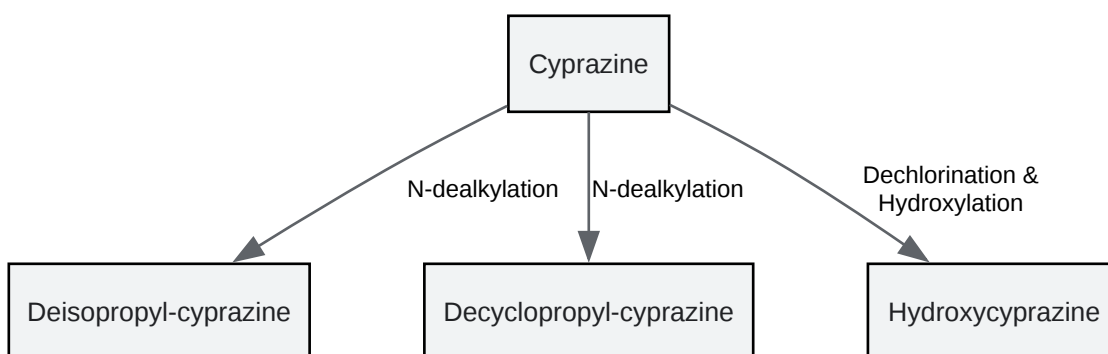 Cyprazine
N-dealkylation
N-dealkylation
Dechlorination &
Hydroxylation
Deisopropyl-cyprazine
Decyclopropyl-cyprazine
Hydroxycyprazine